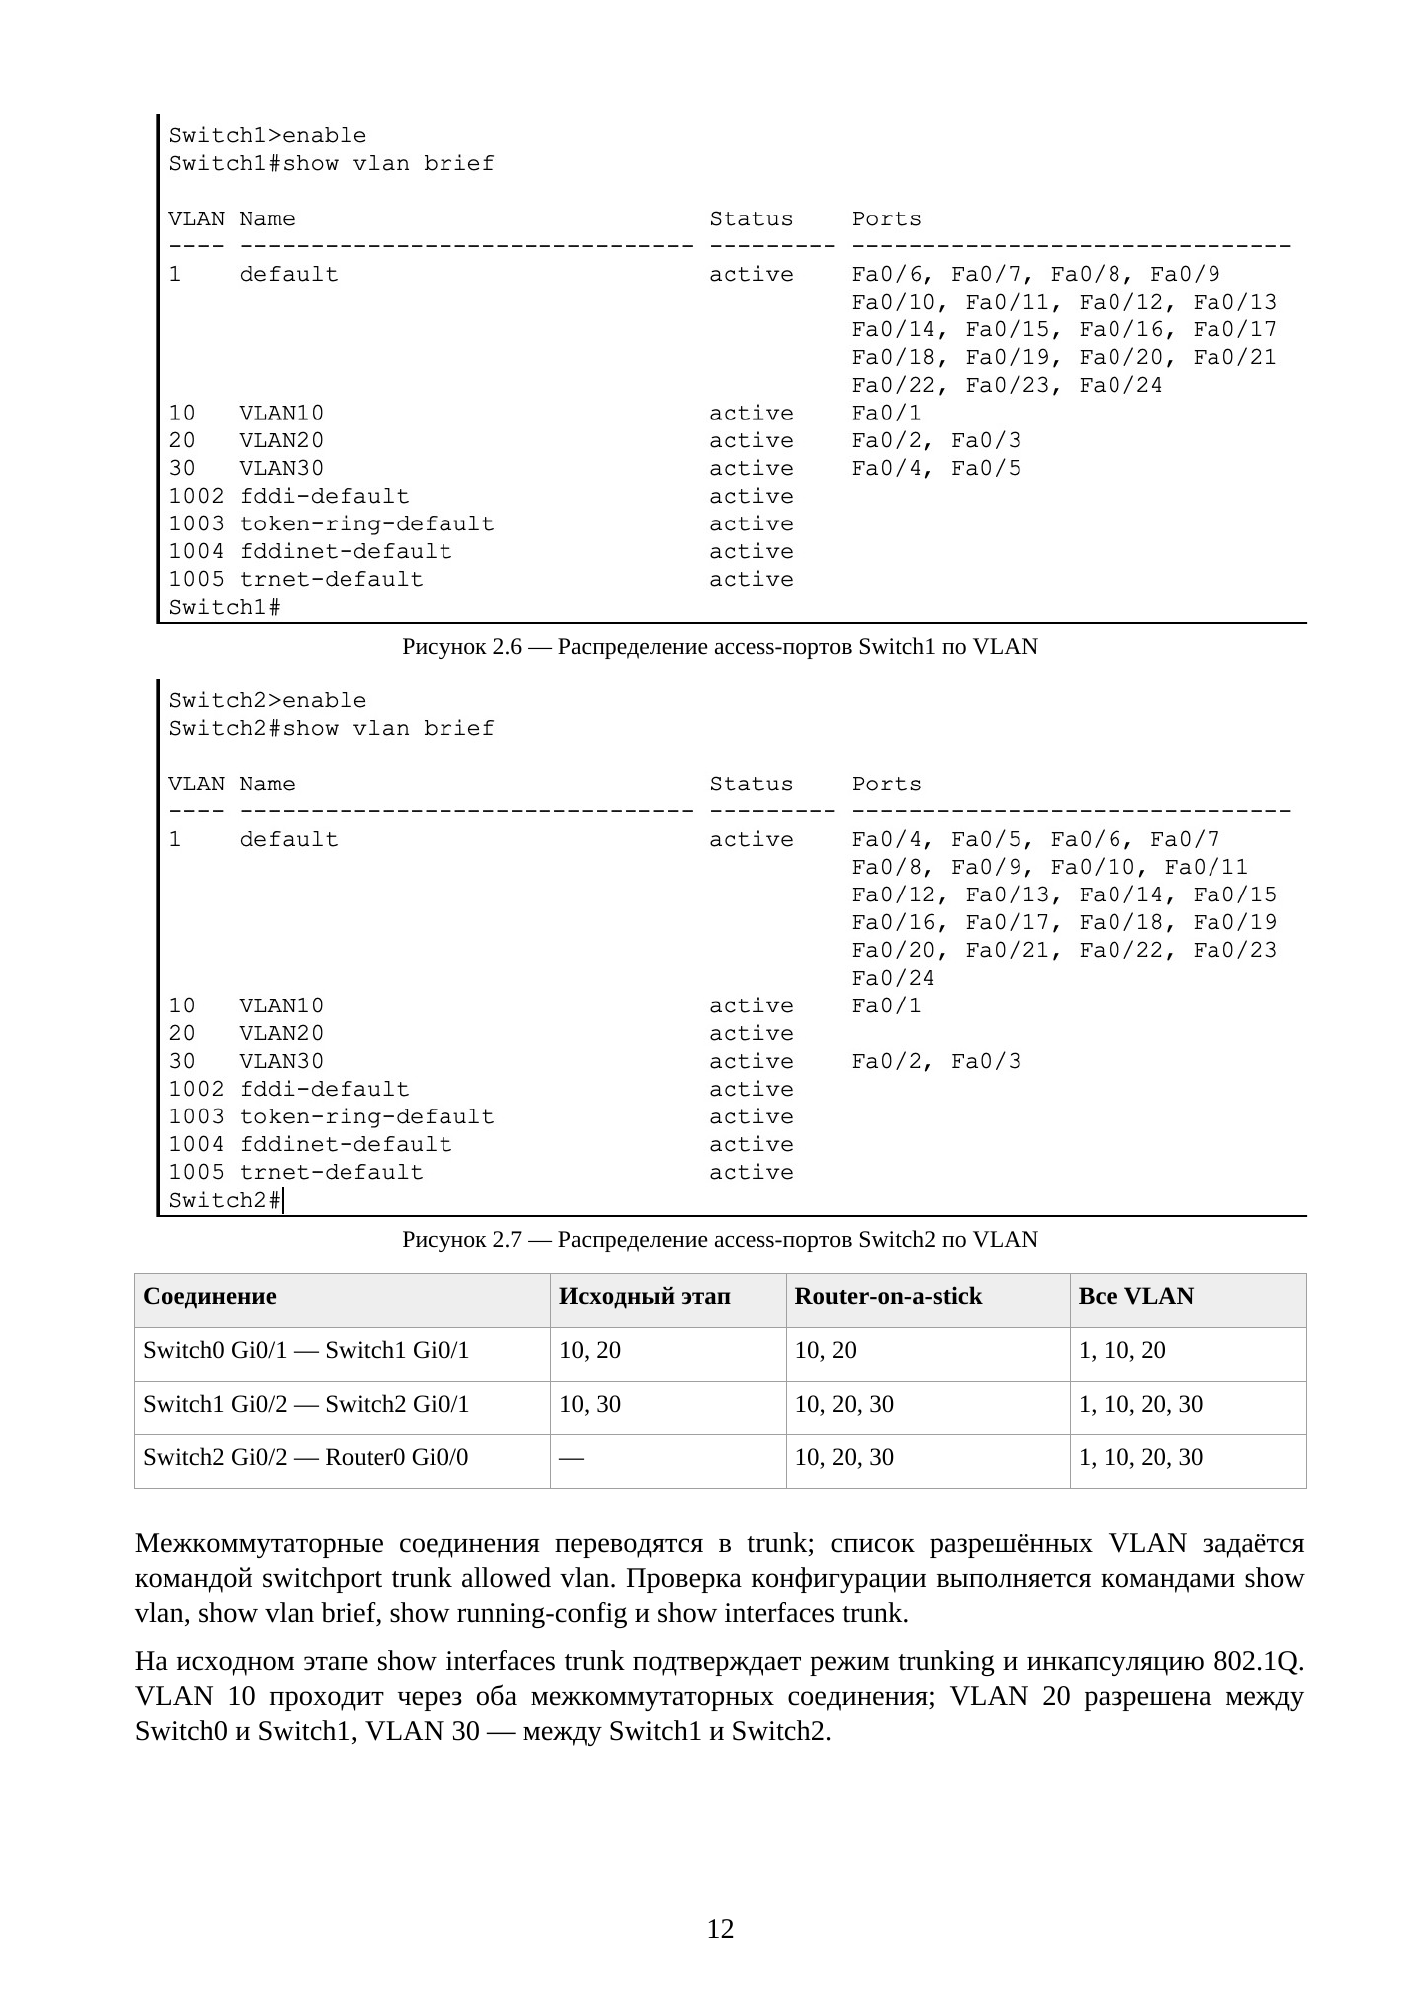 Switch1>enable
Switch1#show vlan brief
VLAN Name                             Status    Ports
---- -------------------------------- --------- -------------------------------
1    default                          active    Fa0/6, Fa0/7, Fa0/8, Fa0/9
                                                Fa0/10, Fa0/11, Fa0/12, Fa0/13
                                                Fa0/14, Fa0/15, Fa0/16, Fa0/17
                                                Fa0/18, Fa0/19, Fa0/20, Fa0/21
                                                Fa0/22, Fa0/23, Fa0/24
10   VLAN10                           active    Fa0/1
20   VLAN20                           active    Fa0/2, Fa0/3
30   VLAN30                           active    Fa0/4, Fa0/5
1002 fddi-default                     active
1003 token-ring-default               active
1004 fddinet-default                  active
1005 trnet-default                    active
Switch1#
Рисунок 2.6 — Распределение access-портов Switch1 по VLAN
Switch2>enable
Switch2#show vlan brief
VLAN Name                             Status    Ports
---- -------------------------------- --------- -------------------------------
1    default                          active    Fa0/4, Fa0/5, Fa0/6, Fa0/7
                                                Fa0/8, Fa0/9, Fa0/10, Fa0/11
                                                Fa0/12, Fa0/13, Fa0/14, Fa0/15
                                                Fa0/16, Fa0/17, Fa0/18, Fa0/19
                                                Fa0/20, Fa0/21, Fa0/22, Fa0/23
                                                Fa0/24
10   VLAN10                           active    Fa0/1
20   VLAN20                           active
30   VLAN30                           active    Fa0/2, Fa0/3
1002 fddi-default                     active
1003 token-ring-default               active
1004 fddinet-default                  active
1005 trnet-default                    active
Switch2#
Рисунок 2.7 — Распределение access-портов Switch2 по VLAN
Соединение Исходный этап Router-on-a-stick Все VLAN
Switch0 Gi0/1 — Switch1 Gi0/1 10, 20 10, 20 1, 10, 20
Switch1 Gi0/2 — Switch2 Gi0/1 10, 30 10, 20, 30 1, 10, 20, 30
Switch2 Gi0/2 — Router0 Gi0/0 — 10, 20, 30 1, 10, 20, 30
Межкоммутаторные соединения переводятся в trunk; список разрешённых VLAN задаётся
командой switchport trunk allowed vlan. Проверка конфигурации выполняется командами show
vlan, show vlan brief, show running-config и show interfaces trunk.
На исходном этапе show interfaces trunk подтверждает режим trunking и инкапсуляцию 802.1Q.
VLAN 10 проходит через оба межкоммутаторных соединения; VLAN 20 разрешена между
Switch0 и Switch1, VLAN 30 — между Switch1 и Switch2.
12